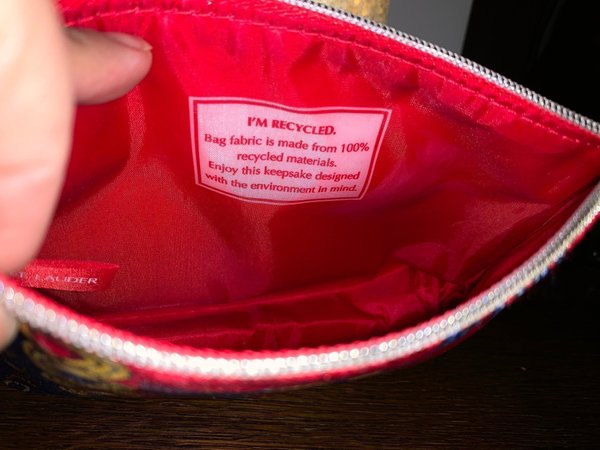 I'M RECYCLED.
Bag fabric is made from 100%
recycled materials.
Enjoy this keepsake designed
with the environment in mind.
LAUDER